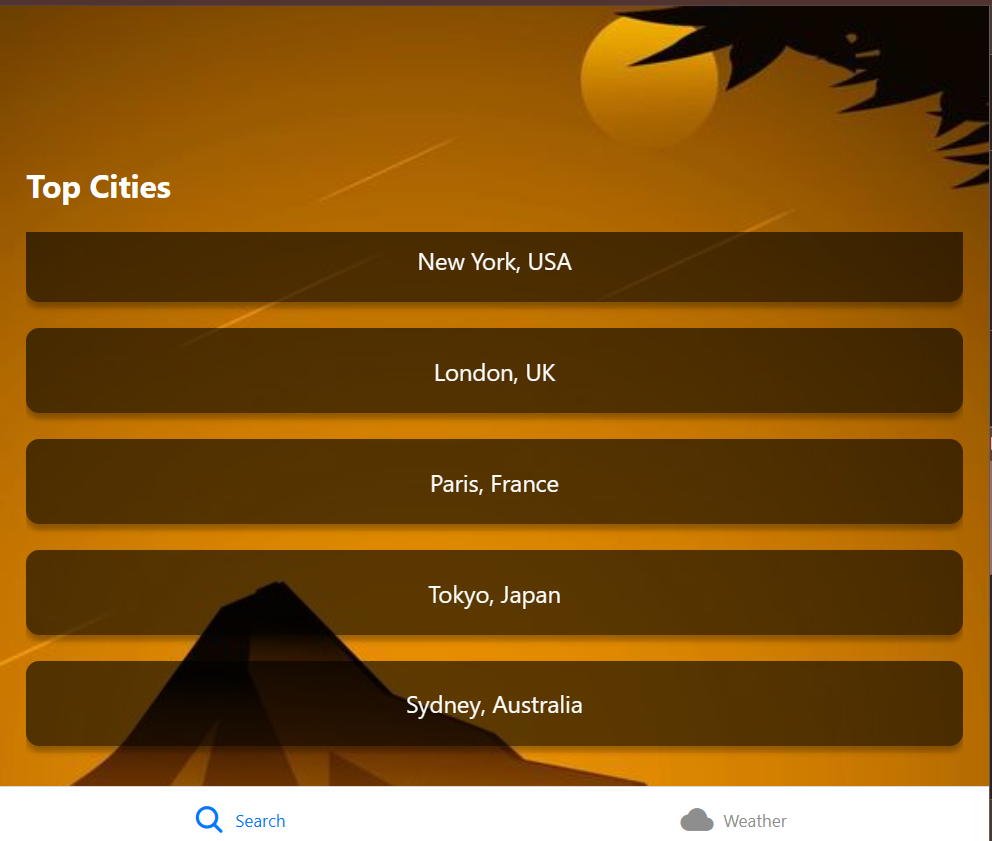 Top Cities
New York, USA
London, UK
Paris, France
Tokyo, Japan
Sydney, Australia
Search
Weather